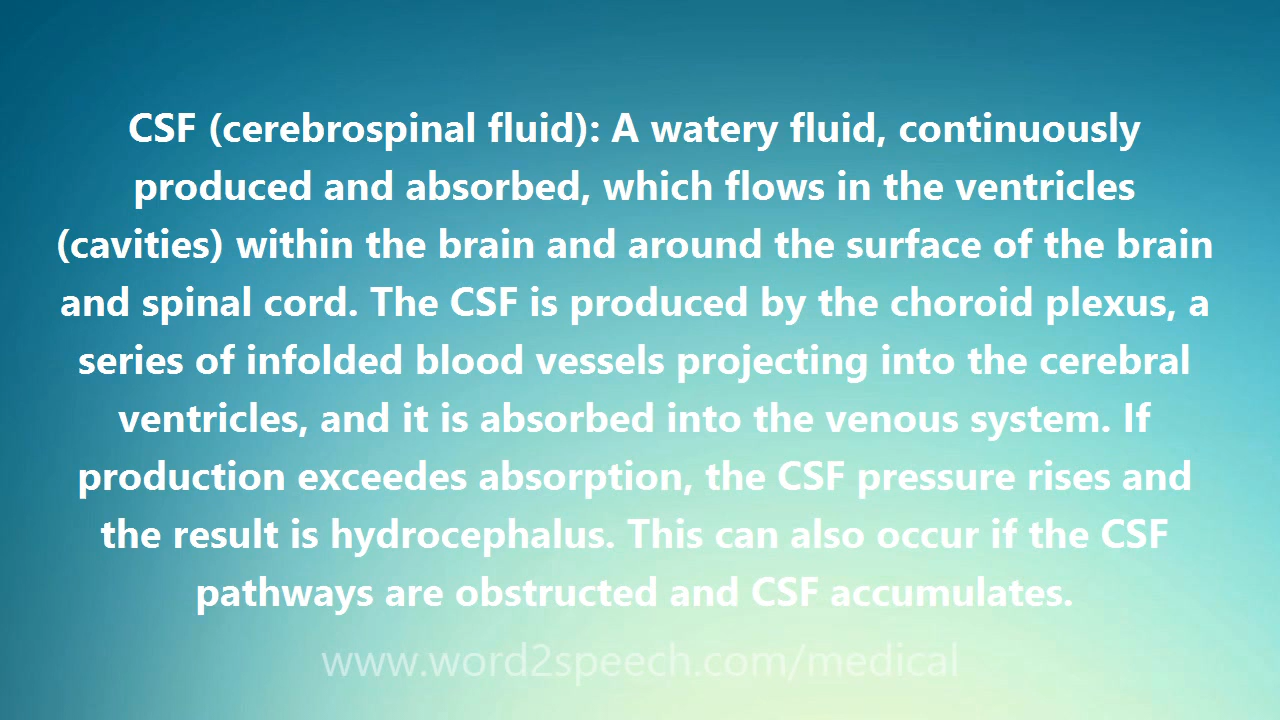 CSF (cerebrospinal fluid): A watery fluid, continuously
produced and absorbed, which flows in the ventricles
(cavities) within the brain and around the surface of the brain
and spinal cord. The CSF is produced by the choroid plexus, a
series of infolded blood vessels projecting into the cerebral
ventricles, and it is absorbed into the venous system. If
production exceedes absorption, the CSF pressure rises and
the result is hydrocephalus. This can also occur if the CSF
pathways are obstructed and CSF accumulates.
www.word2speech.com/medical